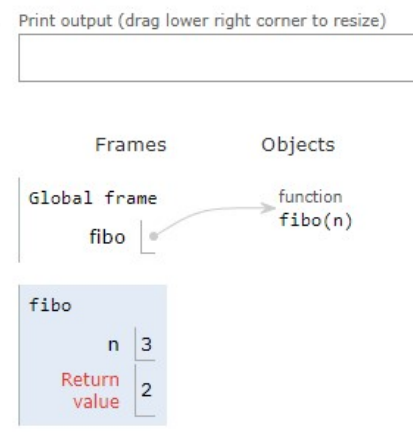 Print output (drag lower right corner to resize)
Frames Objects
Global frame
fibo
function
fibo(n)
fibo
n 3
Return
value 2